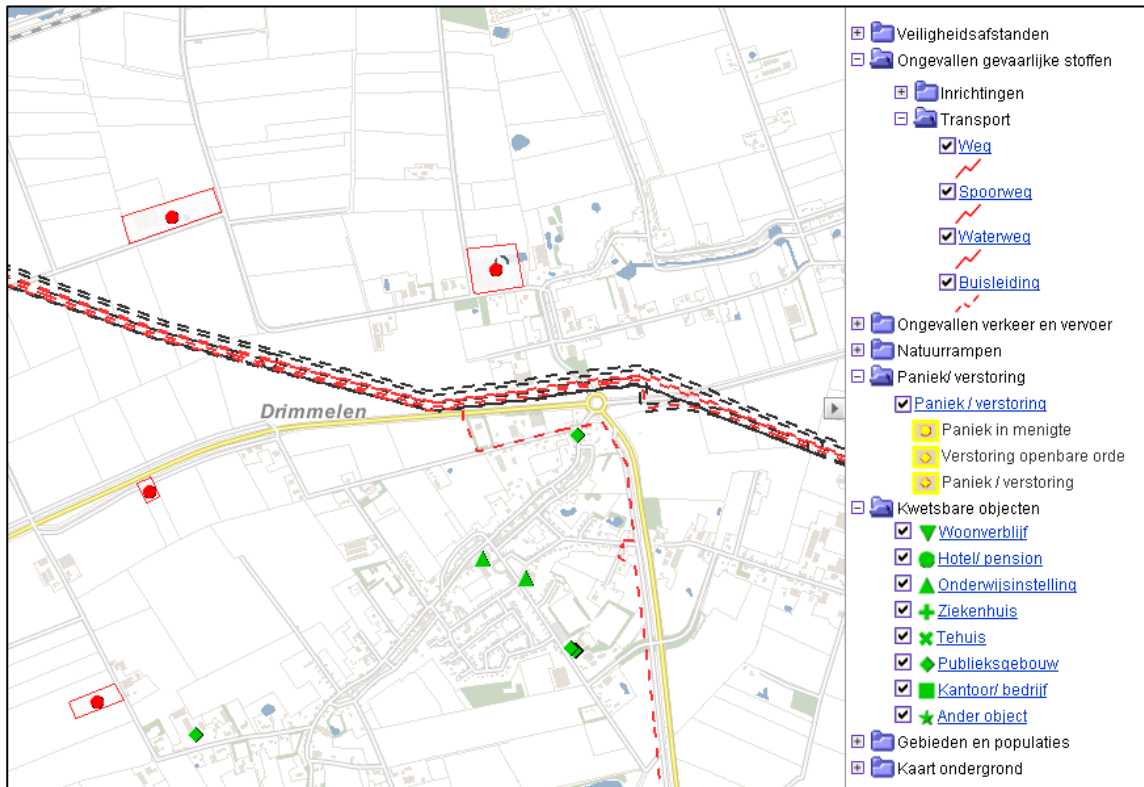 Drimmelen
Veiligheidsafstanden
Ongevallen gevaarlijke stoffen
Inrichtingen
Transport
Weg
Spoorweg
Waterweg
Buisleiding
Ongevallen verkeer en vervoer
Natuurrampen
Paniek/ verstoring
Paniek / verstoring
Paniek in menigte
Verstoring openbare orde
Paniek / verstoring
Kwetsbare objecten
Woonverblijf
Hotel/ pension
Onderwijsinstelling
Ziekenhuis
Tehuis
Publieksgebouw
Kantoor/ bedrijf
Ander object
Gebieden en populaties
Kaart ondergrond